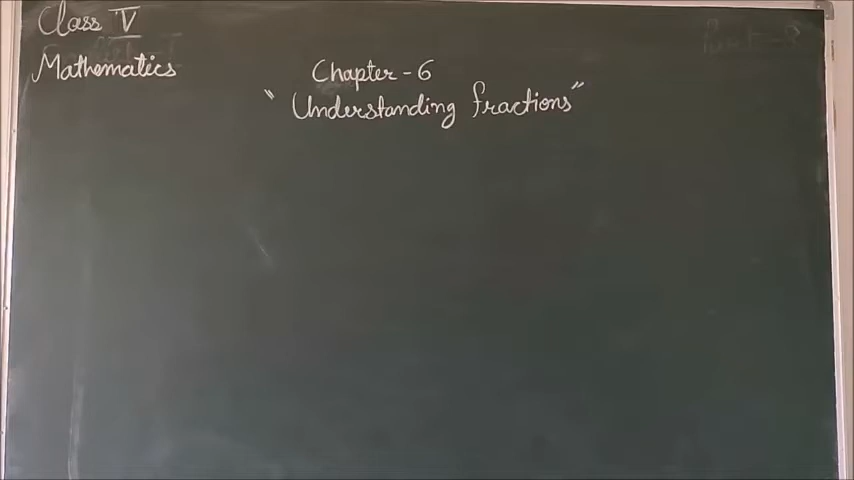 Class V
Mathematics
Chapter - 6
"Understanding fractions"